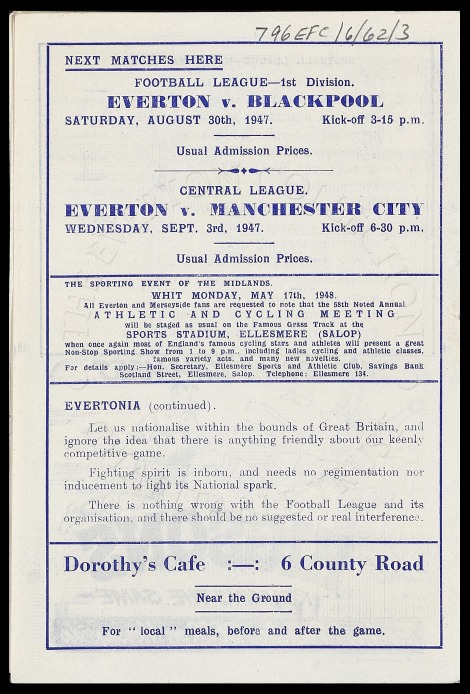 796EFC/6/62/3
NEXT MATCHES HERE
FOOTBALL LEAGUE—1st Division.
EVERTON v. BLACKPOOL
SATURDAY, AUGUST 30th, 1947. Kick-off 3-15 p.m.
Usual Admission Prices.
CENTRAL LEAGUE.
EVERTON v. MANCHESTER CITY
WEDNESDAY, SEPT. 3rd, 1947. Kick-off 6-30 p.m.
Usual Admission Prices.
THE SPORTING EVENT OF THE MIDLANDS.
WHIT MONDAY, MAY 17th, 1948.
All Everton and Merseyside fans are requested to note that the 58th Noted Annual
ATHLETIC AND CYCLING MEETING
will be staged as usual on the Famous Grass Track at the
SPORTS STADIUM, ELLESMERE (SALOP)
when once again most of England's famous cycling stars and athletes will present a great
Non-Stop Sporting Show from 1 to 9 p.m., including ladies cycling and athletic classes,
famous variety acts, and many new novelties.
For details apply:—Hon. Secretary, Ellesmere Sports and Athletic Club, Savings Bank
Scotland Street, Ellesmere, Salop. Telephone: Ellesmere 134.
EVERTONIA (continued).
Let us nationalise within the bounds of Great Britain, and
ignore the idea that there is anything friendly about our keenly
competitive game.
Fighting spirit is inborn, and needs no regimentation nor
inducement to light its National spark.
There is nothing wrong with the Football League and its
organisation, and there should be no suggested or real interference.
Dorothy's Cafe :—: 6 County Road
Near the Ground
For "local" meals, before and after the game.